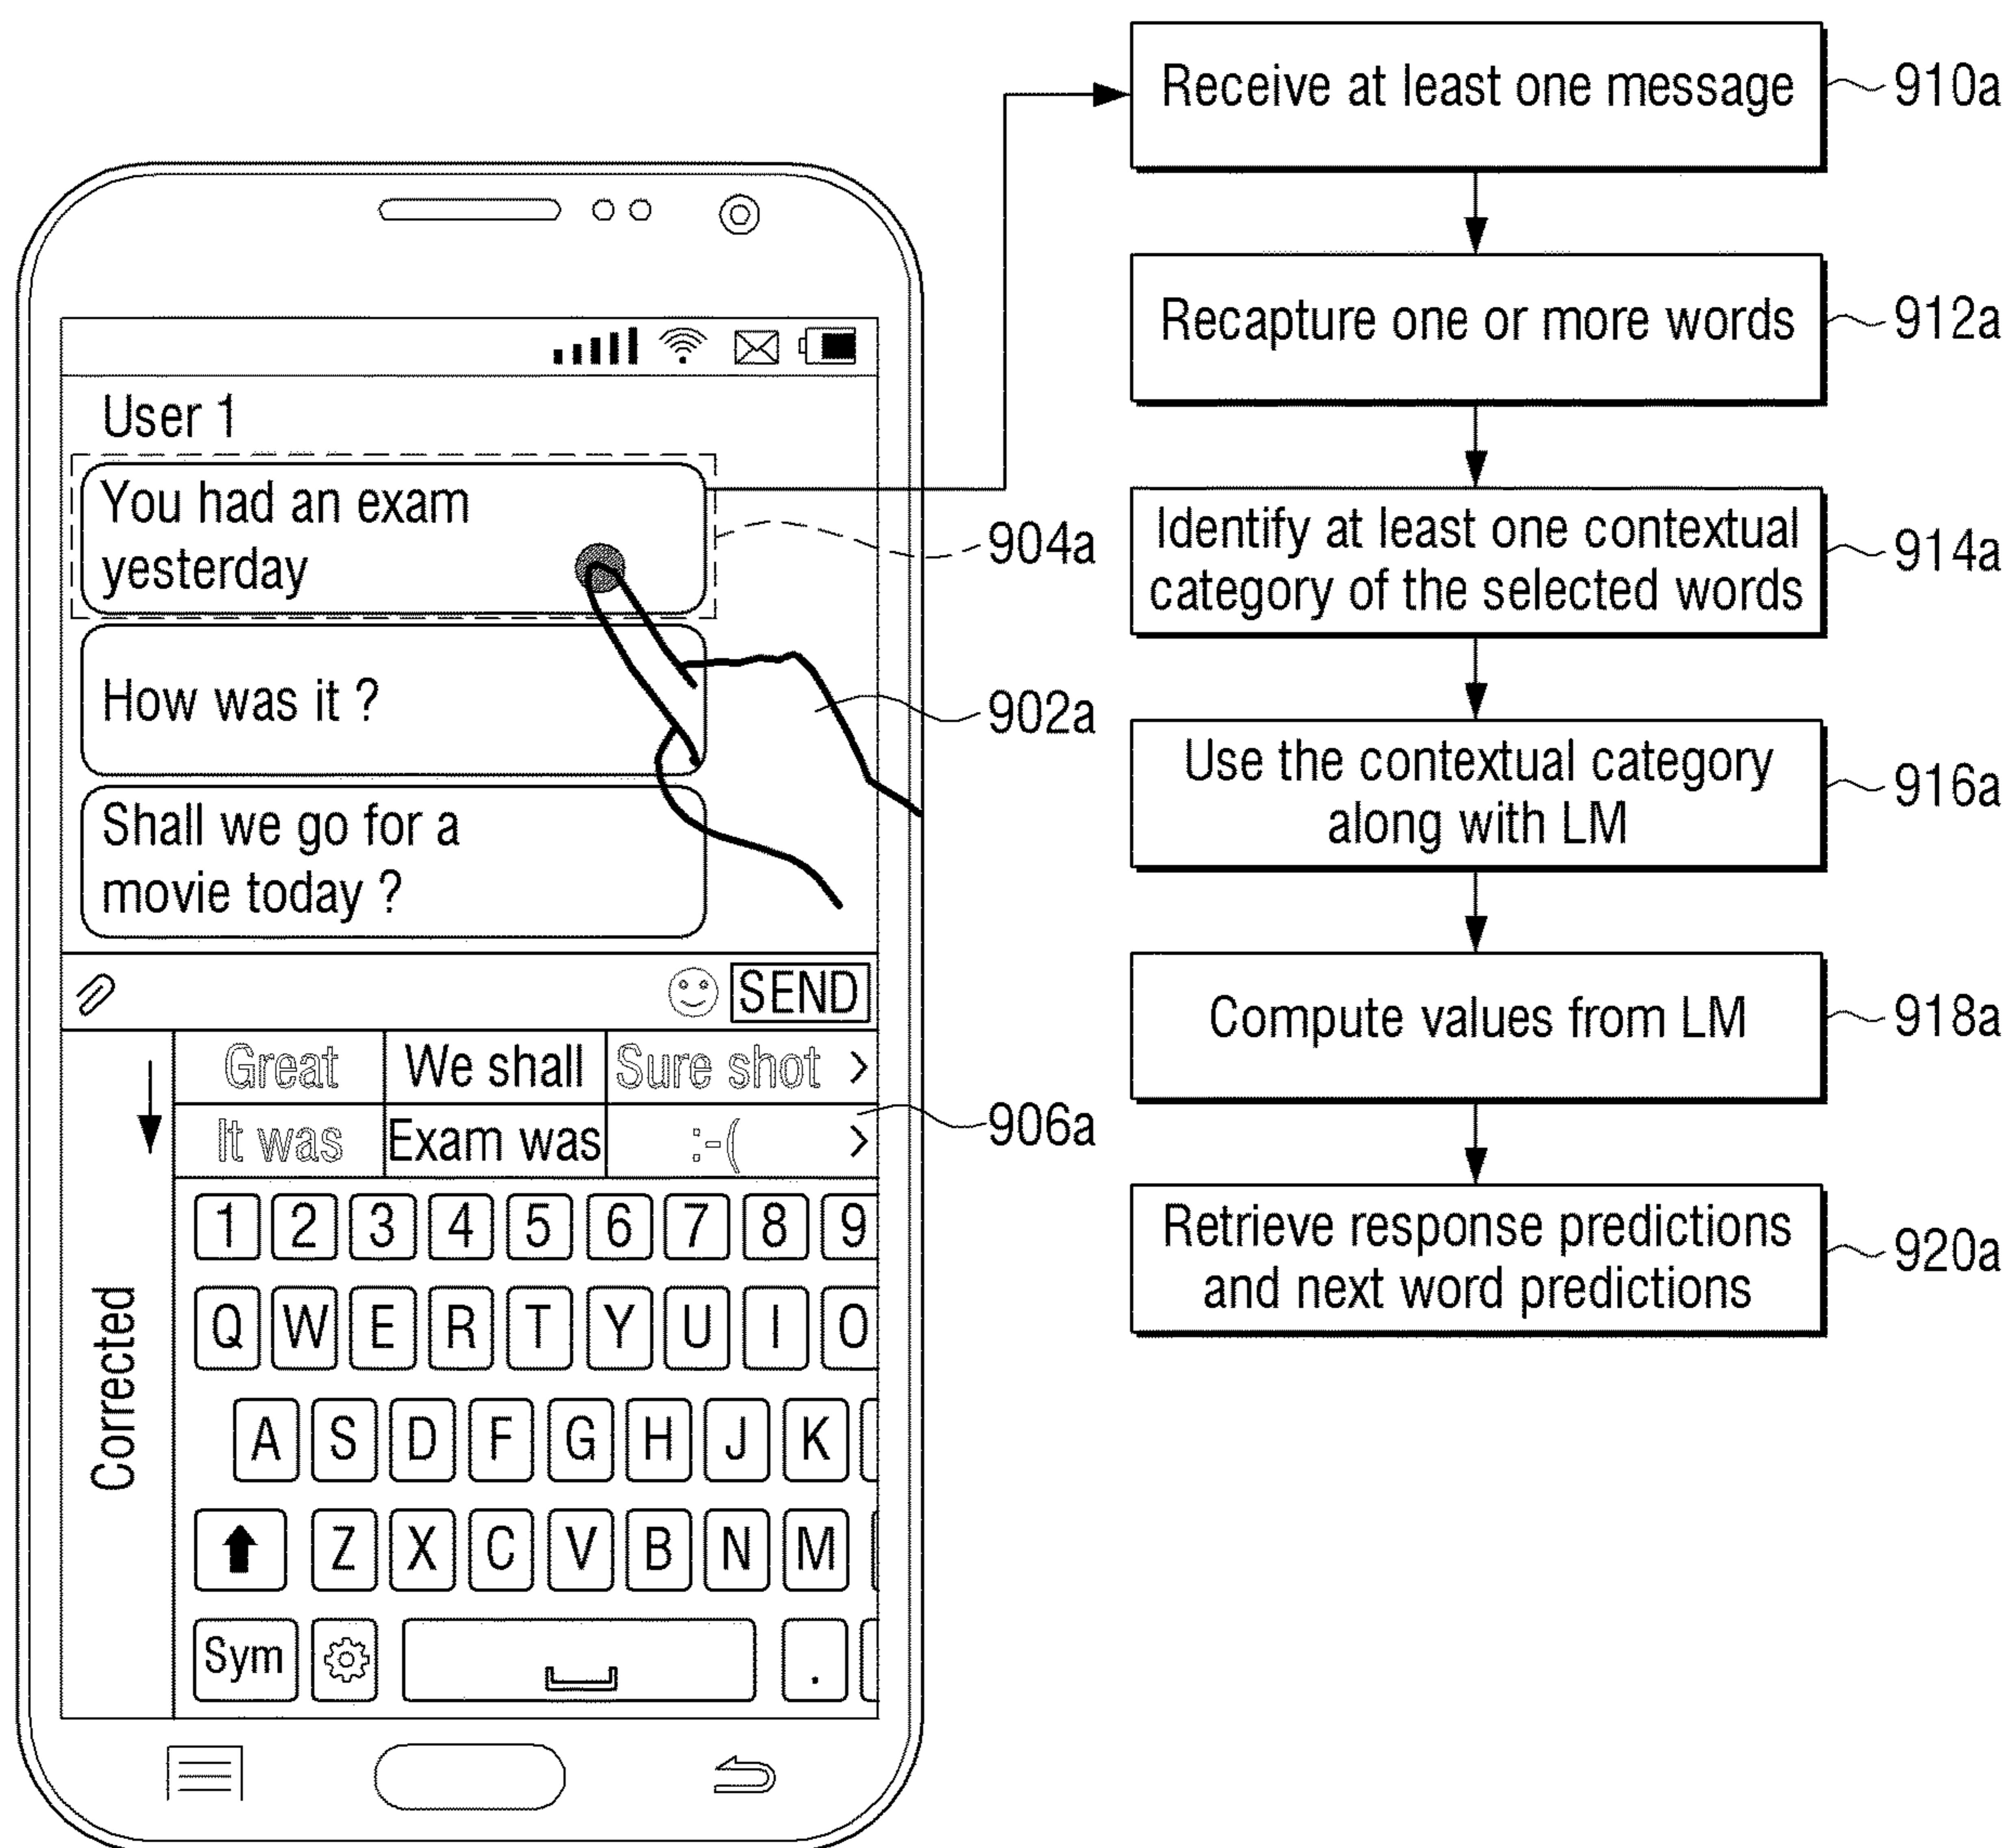 User 1
You had an exam
yesterday
How was it ?
Shall we go for a
movie today ?
SEND
Great We shall Sure shot >
It was Exam was :-( >
Corrected
1 2 3 4 5 6 7 8 9
Q W E R T Y U I O
A S D F G H J K
Z X C V B N M
Sym .
904a
902a
906a
Receive at least one message
910a
Recapture one or more words
912a
Identify at least one contextual
category of the selected words
914a
Use the contextual category
along with LM
916a
Compute values from LM
918a
Retrieve response predictions
and next word predictions
920a